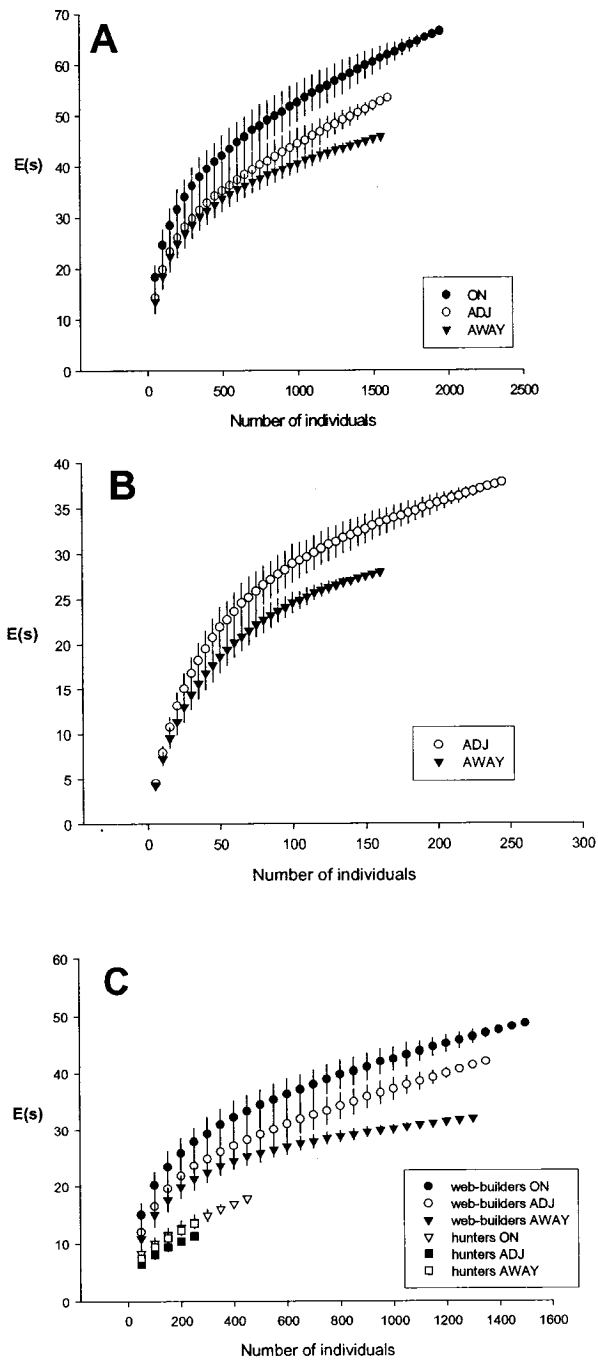 A
70
60
50
40
30
20
10
0
E(s)
ON
ADJ
AWAY
0 500 1000 1500 2000 2500
Number of individuals
B
40
35
30
25
20
15
10
5
0
E(s)
ADJ
AWAY
0 50 100 150 200 250 300
Number of individuals
C
60
50
40
30
20
10
0
E(s)
web-builders ON
web-builders ADJ
web-builders AWAY
hunters ON
hunters ADJ
hunters AWAY
0 200 400 600 800 1000 1200 1400 1600
Number of individuals